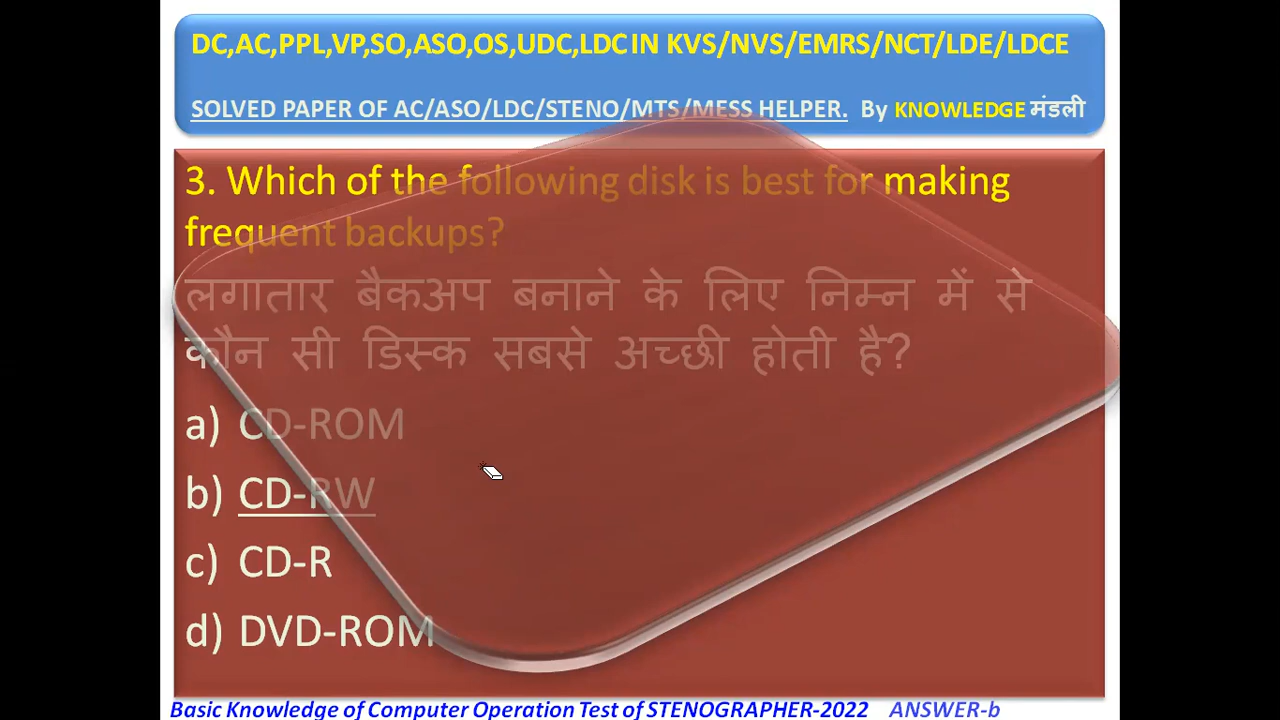 DC,AC,PPL,VP,SO,ASO,OS,UDC,LDC IN KVS/NVS/EMRS/NCT/LDE/LDCE
SOLVED PAPER OF AC/ASO/LDC/STENO/MTS/MESS HELPER. By KNOWLEDGE मंडली
3. Which of the following disk is best for making
frequent backups?
लगातार बैकअप बनाने के लिए निम्न में से
कौन सी डिस्क सबसे अच्छी होती है?
a) CD-ROM
b) CD-RW
c) CD-R
d) DVD-ROM
Basic Knowledge of Computer Operation Test of STENOGRAPHER-2022 ANSWER-b